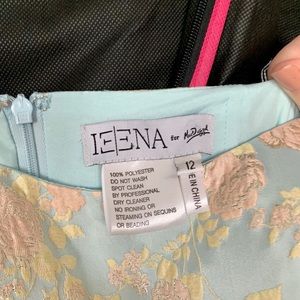 IEENA for Mac Duggal
12
100% POLYESTER
DO NOT WASH
SPOT CLEAN
BY PROFESSIONAL
DRY CLEANER
NO IRONING OR
STEAMING ON SEQUINS
OR BEADING
E IN CHINA